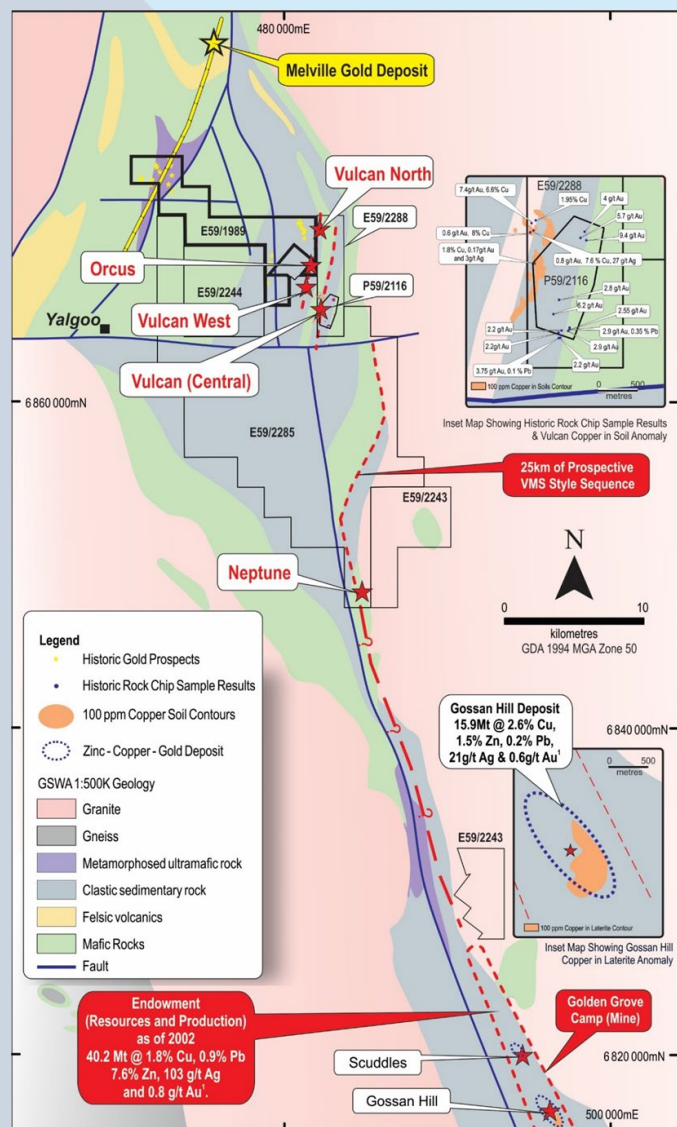 480 000mE
Melville Gold Deposit
Vulcan North
E59/2288
E59/1989
Orcus
E59/2244
P59/2116
Vulcan West
Yalgoo
Vulcan (Central)
6 860 000mN
E59/2285
25km of Prospective
VMS Style Sequence
E59/2243
Neptune
E59/2288
7.4g/t Au, 6.6% Cu
1.95% Cu
4 g/t Au
5.7 g/t Au
9.4 g/t Au
0.6 g/t Au, 8% Cu
1.8% Cu, 0.17g/t Au
and 3g/t Ag
0.8 g/t Au, 7.6 % Cu, 27 g/t Ag
P59/2116
2.8 g/t Au
6.2 g/t Au
2.55 g/t Au
2.2 g/t Au
2.9 g/t Au, 0.35 % Pb
2.2g/t Au
2.9 g/t Au
2.2 g/t Au
3.75 g/t Au, 0.1 % Pb
100 ppm Copper in Soils Contour
0
500
metres
Inset Map Showing Historic Rock Chip Sample Results
& Vulcan Copper in Soil Anomaly
N
0
10
kilometres
GDA 1994 MGA Zone 50
Legend
Historic Gold Prospects
Historic Rock Chip Sample Results
100 ppm Copper Soil Contours
Zinc - Copper - Gold Deposit
GSWA 1:500K Geology
Granite
Gneiss
Metamorphosed ultramafic rock
Clastic sedimentary rock
Felsic volcanics
Mafic Rocks
Fault
?
?
?
Gossan Hill Deposit
15.9Mt @ 2.6% Cu,
1.5% Zn, 0.2% Pb,
21g/t Ag & 0.6g/t Au¹
6 840 000mN
0
500
metres
E59/2243
100 ppm Copper in Laterite Contour
Inset Map Showing Gossan Hill
Copper in Laterite Anomaly
Endowment
(Resources and Production)
as of 2002
40.2 Mt @ 1.8% Cu, 0.9% Pb
7.6% Zn, 103 g/t Ag
and 0.8 g/t Au¹.
Golden Grove
Camp (Mine)
Scuddles
6 820 000mN
Gossan Hill
500 000mE